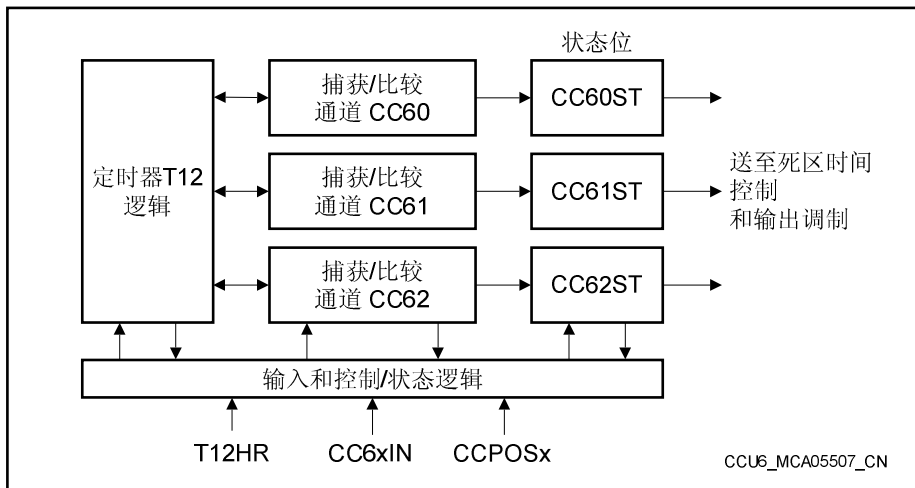 状态位
捕获/比较
通道 CC60
CC60ST
定时器T12
逻辑
捕获/比较
通道 CC61
CC61ST
送至死区时间
控制
和输出调制
捕获/比较
通道 CC62
CC62ST
输入和控制/状态逻辑
T12HR
CC6xIN
CCPOSx
CCU6_MCA05507_CN